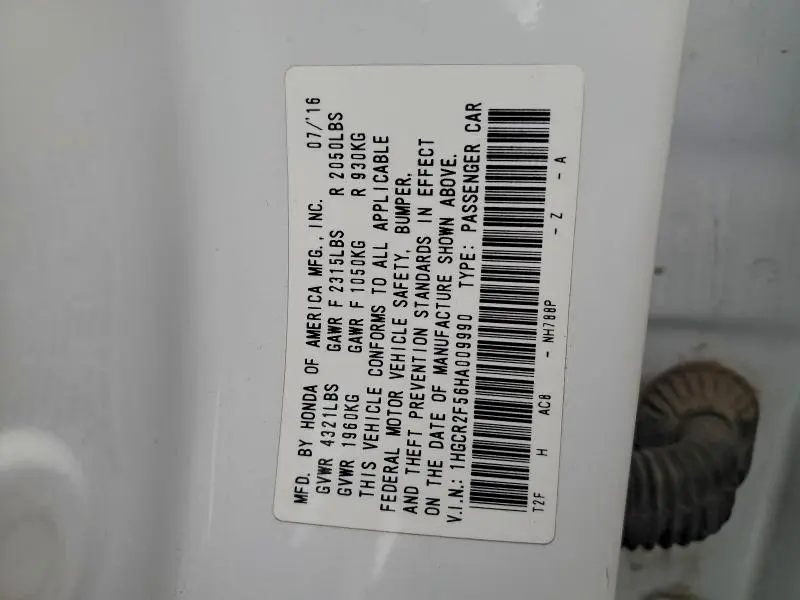 MFD. BY HONDA OF AMERICA MFG., INC. 07/'16
GVWR 4321LBS GAWR F 2315LBS R 2050LBS
GVWR 1960KG GAWR F 1050KG R 930KG
THIS VEHICLE CONFORMS TO ALL APPLICABLE
FEDERAL MOTOR VEHICLE SAFETY, BUMPER,
AND THEFT PREVENTION STANDARDS IN EFFECT
ON THE DATE OF MANUFACTURE SHOWN ABOVE.
V.I.N.: 1HGCR2F56HA009990 TYPE: PASSENGER CAR
T2F H AC8 - NH788P - Z - A